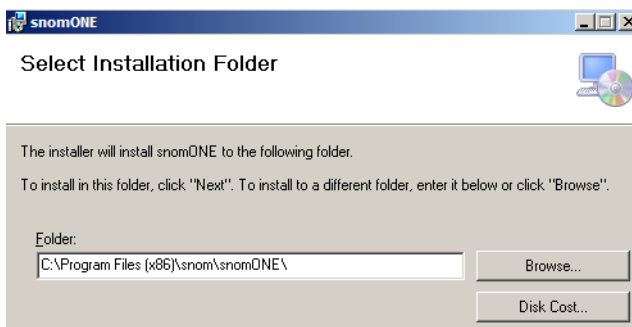 snomONE
Select Installation Folder
The installer will install snomONE to the following folder.
To install in this folder, click "Next". To install to a different folder, enter it below or click "Browse".
Folder:
C:\Program Files (x86)\snom\snomONE\
Browse...
Disk Cost...